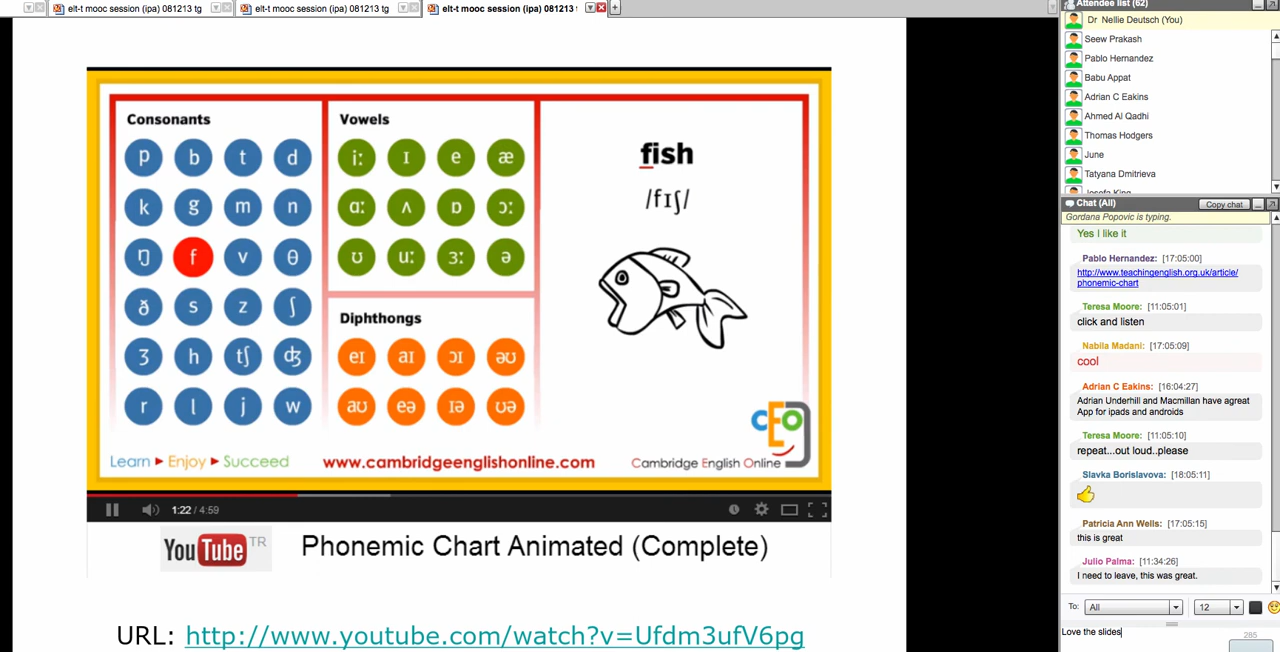 elt-t mooc session (ipa) 081213 tg
elt-t mooc session (ipa) 081213 tg
elt-t mooc session (ipa) 081213
Consonants
p b t d
k g m n
ŋ f v θ
ð s z ʃ
ʒ h tʃ dʒ
r l j w
Vowels
iː ɪ e æ
ɑː ʌ ɒ ɔː
ʊ uː ɜː ə
Diphthongs
eɪ aɪ ɔɪ əʊ
aʊ eə ɪə ʊə
fish
/fɪʃ/
CEO
Learn Enjoy Succeed
www.cambridgeenglishonline.com
Cambridge English Online
1:22 / 4:59
YouTube TR
Phonemic Chart Animated (Complete)
URL: http://www.youtube.com/watch?v=Ufdm3ufV6pg
Attendee list (62)
Dr Nellie Deutsch (You)
Seew Prakash
Pablo Hernandez
Babu Appat
Adrian C Eakins
Ahmed Al Qadhi
Thomas Hodgers
June
Tatyana Dmitrieva
Josefa King
Chat (All)
Copy chat
Gordana Popovic is typing.
Yes I like it
Pablo Hernandez: [17:05:00]
http://www.teachingenglish.org.uk/article/
phonemic-chart
Teresa Moore: [11:05:01]
click and listen
Nabila Madani: [17:05:09]
cool
Adrian C Eakins: [16:04:27]
Adrian Underhill and Macmillan have agreat
App for ipads and androids
Teresa Moore: [11:05:10]
repeat...out loud..please
Slavka Borislavova: [18:05:11]
Patricia Ann Wells: [17:05:15]
this is great
Julio Palma: [11:34:26]
I need to leave, this was great.
To: All 12
Love the slides
285